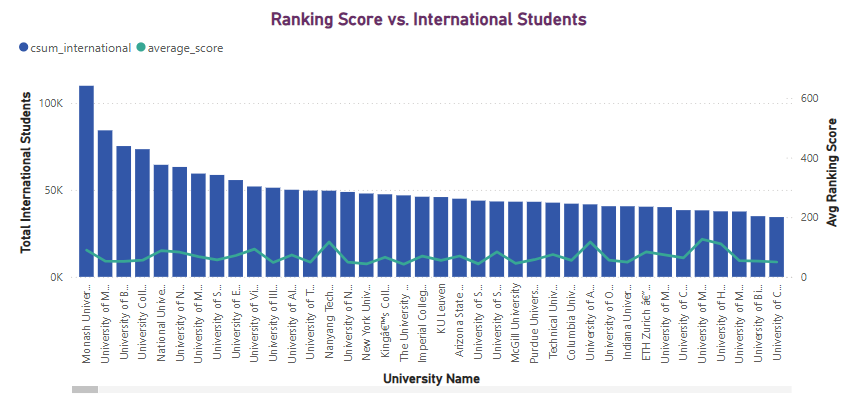 Ranking Score vs. International Students
csum_international average_score
Total International Students
100K
50K
0K
600
400
200
0
Avg Ranking Score
Monash Univer...
University of M...
University of B...
University Coll...
National Unive...
University of N...
University of M...
University of S...
University of E...
University of Vi...
University of Ill...
University of Al...
University of T...
Nanyang Tech...
University of N...
New York Univ...
Kingâ€™s Coll...
The University ...
Imperial Colleg...
KU Leuven
Arizona State ...
University of S...
University of S...
McGill University
Purdue Univers...
Technical Univ...
Columbia Univ...
University of A...
University of O...
Indiana Univer...
ETH Zurich â€“...
University of M...
University of C...
University of M...
University of H...
University of M...
University of Bi...
University of C...
University Name